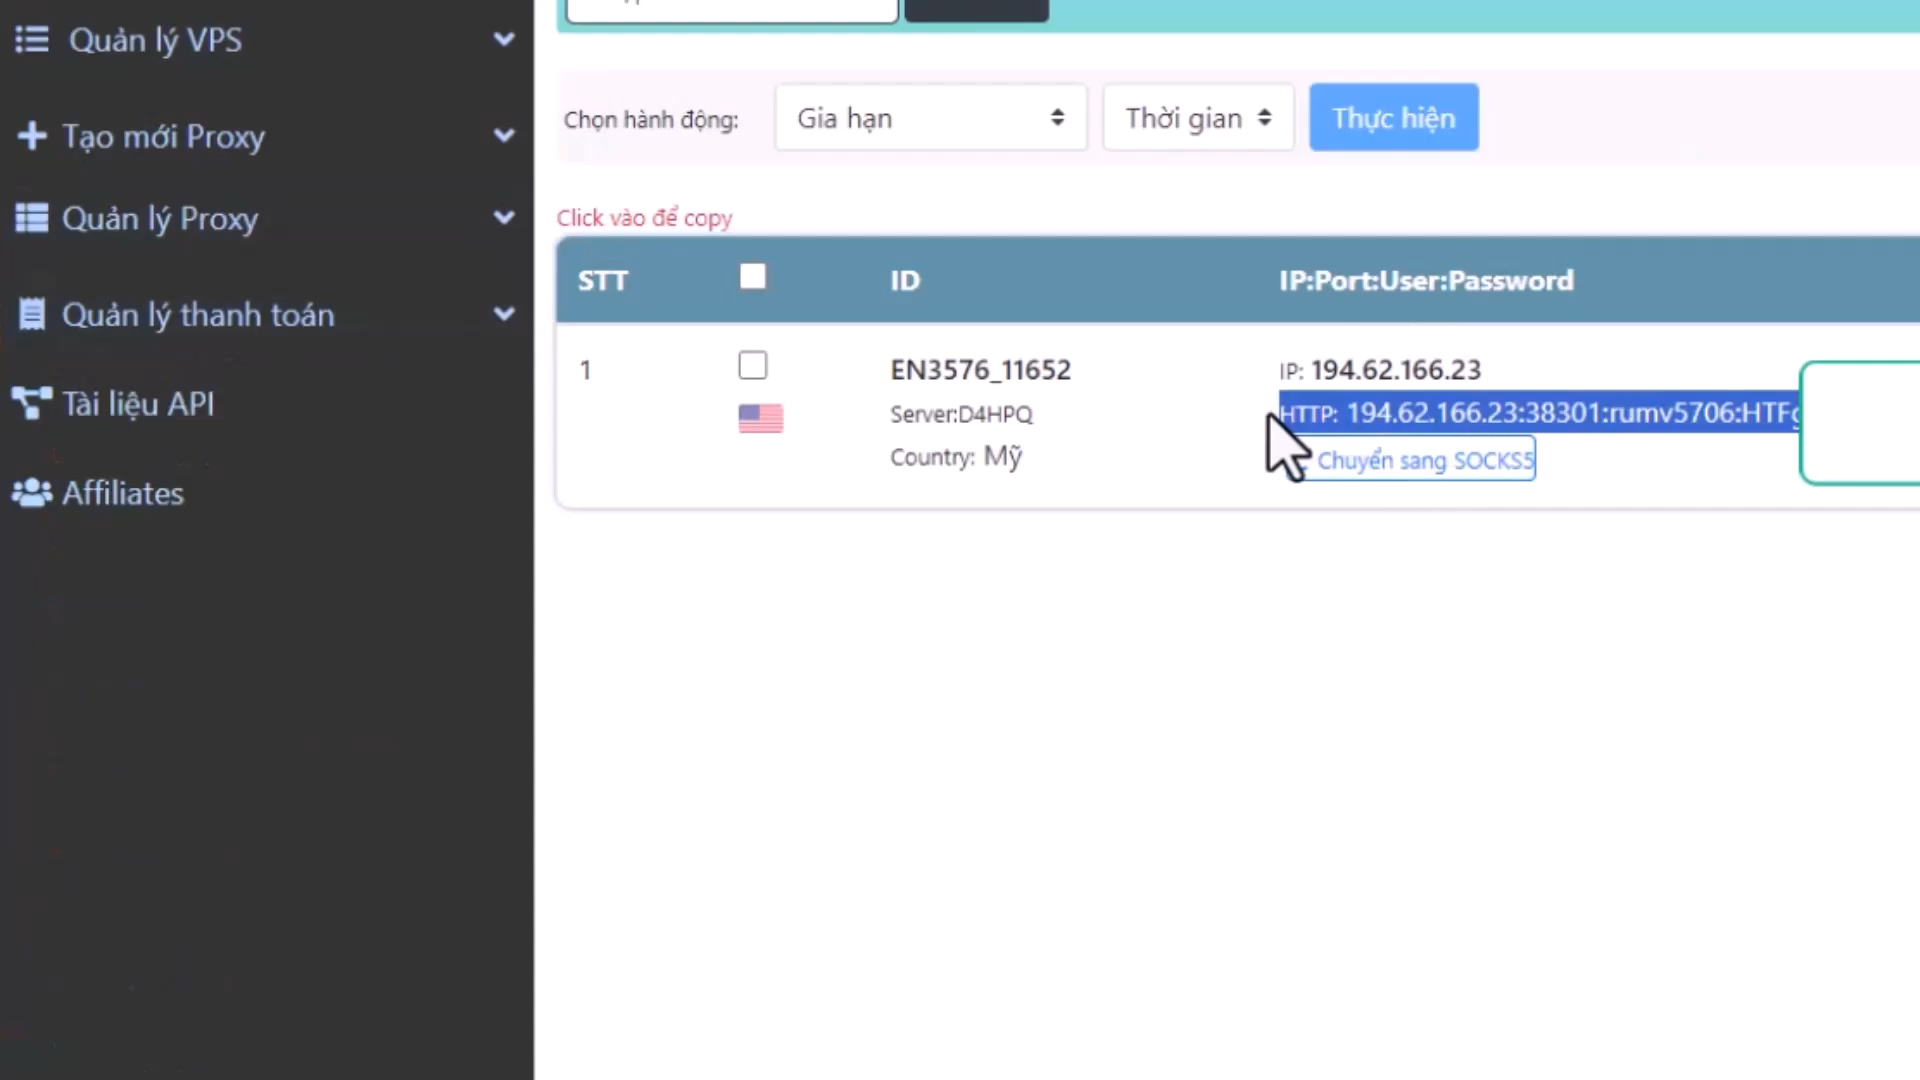 Quản lý VPS
Tạo mới Proxy
Quản lý Proxy
Quản lý thanh toán
Tài liệu API
Affiliates
Chọn hành động:
Gia hạn
Thời gian
Thực hiện
Click vào để copy
STT
ID
IP:Port:User:Password
1
EN3576_11652
Server:D4HPQ
Country: Mỹ
IP: 194.62.166.23
HTTP: 194.62.166.23:38301:rumv5706:HTF
Chuyển sang SOCKS5